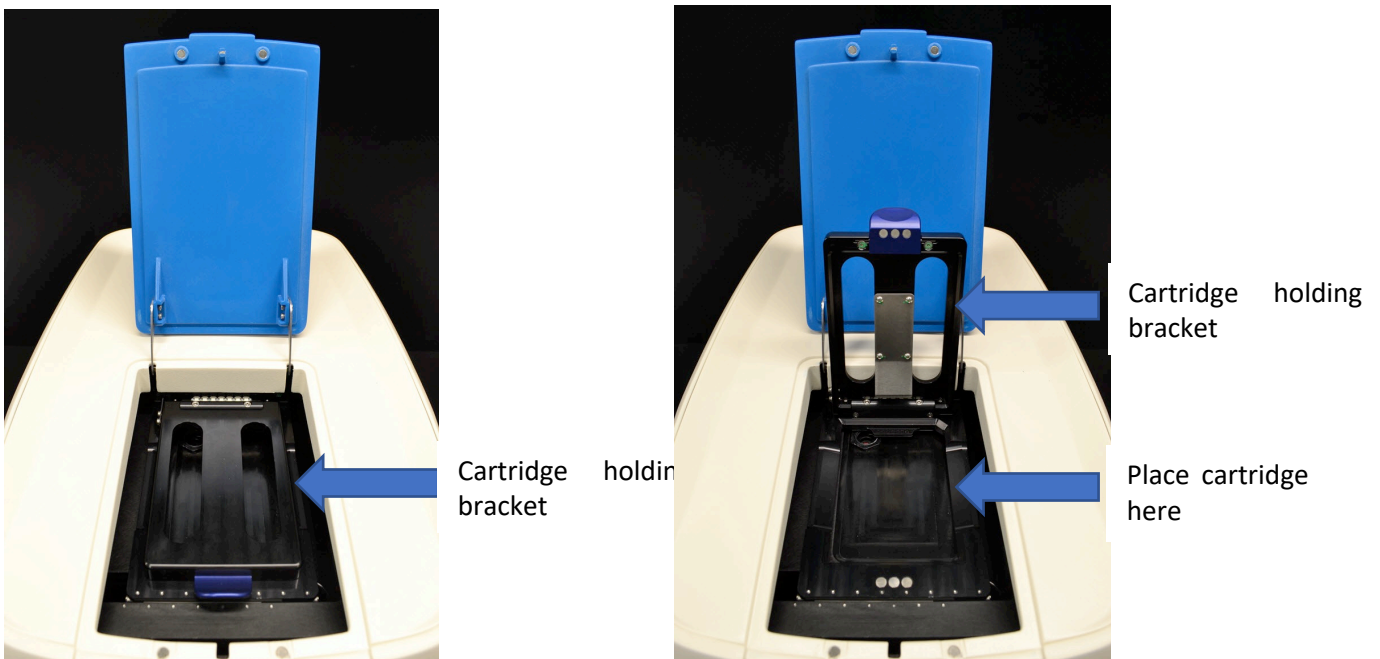 Cartridge holdin
bracket
Cartridge holding
bracket
Place cartridge
here